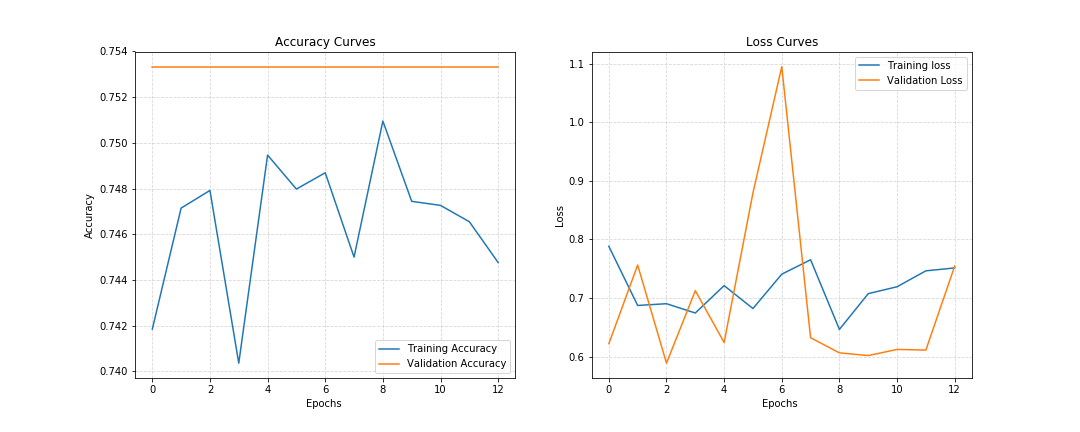 Accuracy Curves
0.754
0.752
0.750
0.748
0.746
0.744
0.742
0.740
Accuracy
0 2 4 6 8 10 12
Epochs
Training Accuracy
Validation Accuracy
Loss Curves
1.1
1.0
0.9
0.8
0.7
0.6
Loss
0 2 4 6 8 10 12
Epochs
Training loss
Validation Loss